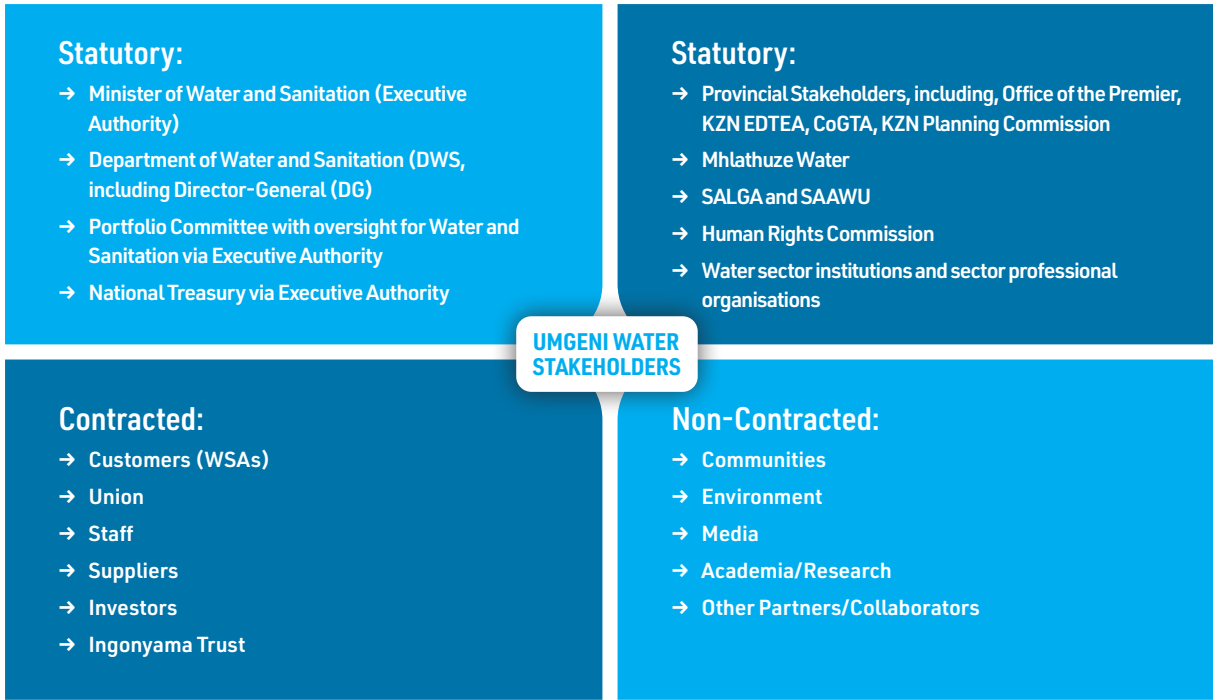 Statutory:
→ Minister of Water and Sanitation (Executive
Authority)
→ Department of Water and Sanitation (DWS,
including Director-General (DG)
→ Portfolio Committee with oversight for Water and
Sanitation via Executive Authority
→ National Treasury via Executive Authority
Statutory:
→ Provincial Stakeholders, including, Office of the Premier,
KZN EDTEA, CoGTA, KZN Planning Commission
→ Mhlathuze Water
→ SALGA and SAAWU
→ Human Rights Commission
→ Water sector institutions and sector professional
organisations
UMGENI WATER
STAKEHOLDERS
Contracted:
→ Customers (WSAs)
→ Union
→ Staff
→ Suppliers
→ Investors
→ Ingonyama Trust
Non-Contracted:
→ Communities
→ Environment
→ Media
→ Academia/Research
→ Other Partners/Collaborators